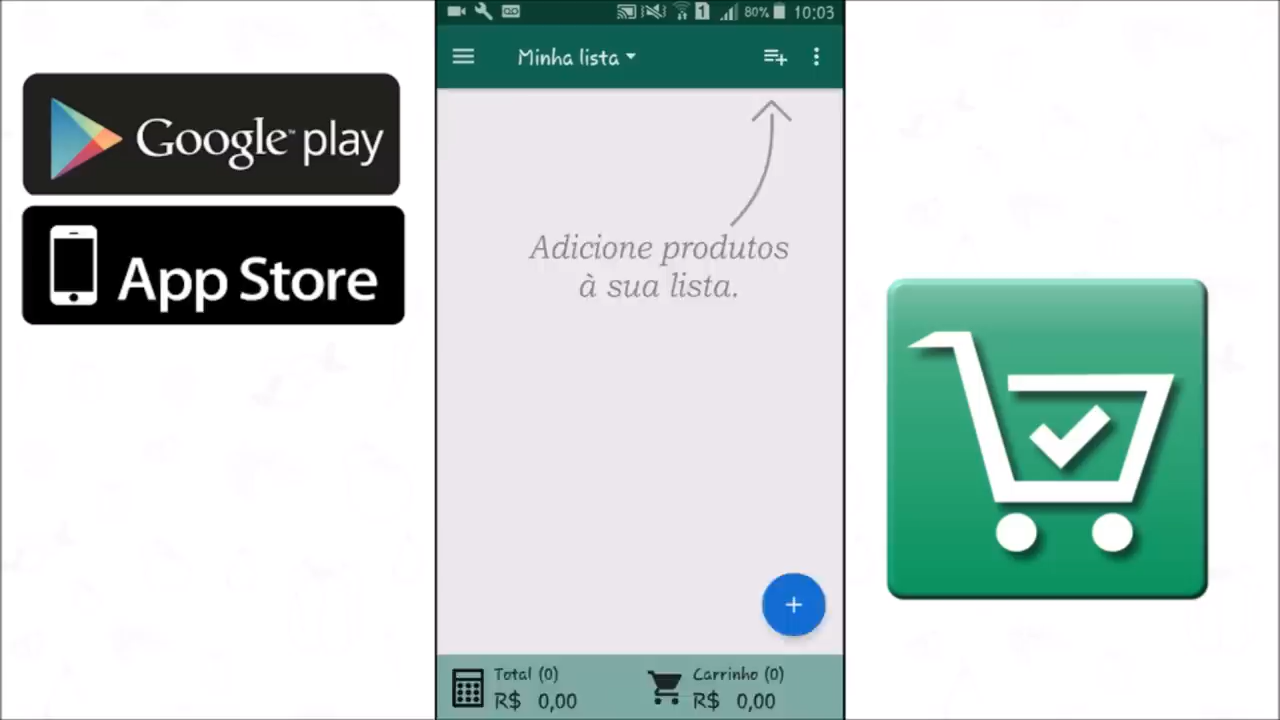 Google play
App Store
1
80%
10:03
Minha lista
Adicione produtos
à sua lista.
+
Total (0)
R$ 0,00
Carrinho (0)
R$ 0,00